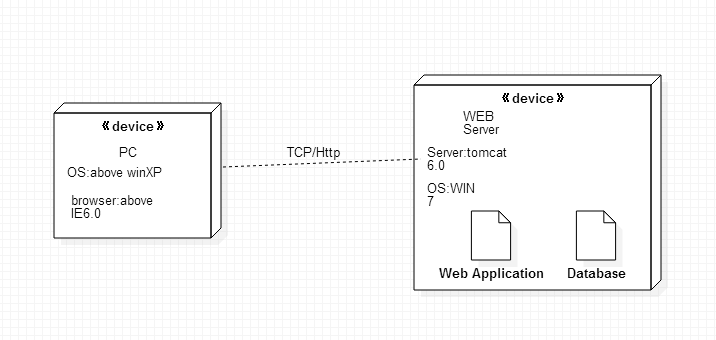 «device»
PC
OS:above winXP
browser:above
IE6.0
TCP/Http
«device»
WEB
Server
Server:tomcat
6.0
OS:WIN
7
Web Application
Database